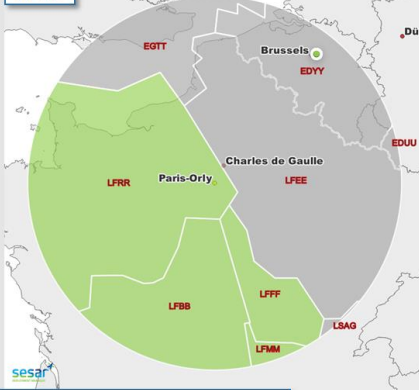 EGTT
Brussels
Dü
EDYY
EDUU
Charles de Gaulle
Paris-Orly
LFRR
LFEE
LFBB
LFFF
LSAG
LFMM
sesar